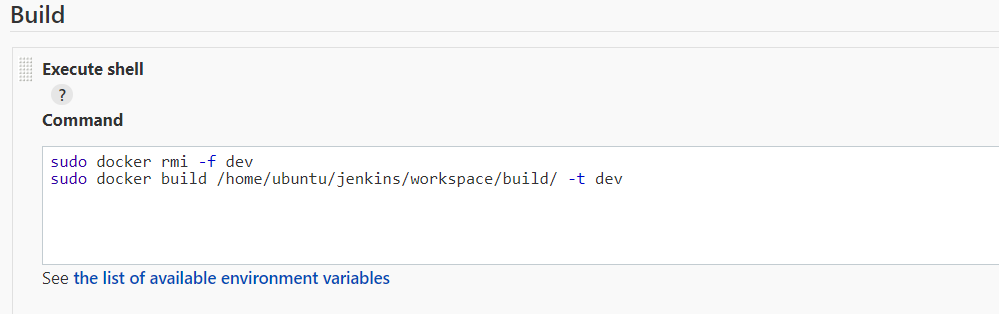 Build
Execute shell
?
Command
sudo docker rmi -f dev
sudo docker build /home/ubuntu/jenkins/workspace/build/ -t dev
See the list of available environment variables